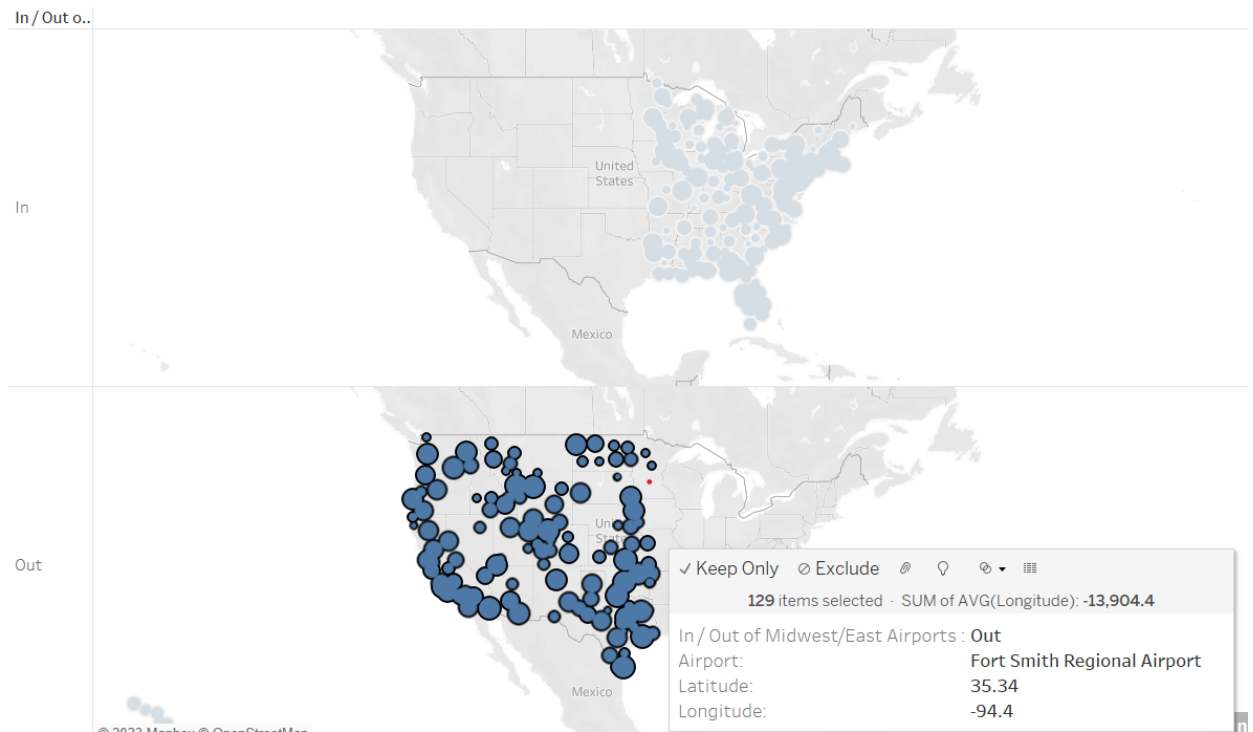 In / Out o..
United
States
In
Mexico
Out
Mexico
✓ Keep Only Exclude
129 items selected · SUM of AVG(Longitude): -13,904.4
In / Out of Midwest/East Airports : Out
Airport: Fort Smith Regional Airport
Latitude: 35.34
Longitude: -94.4